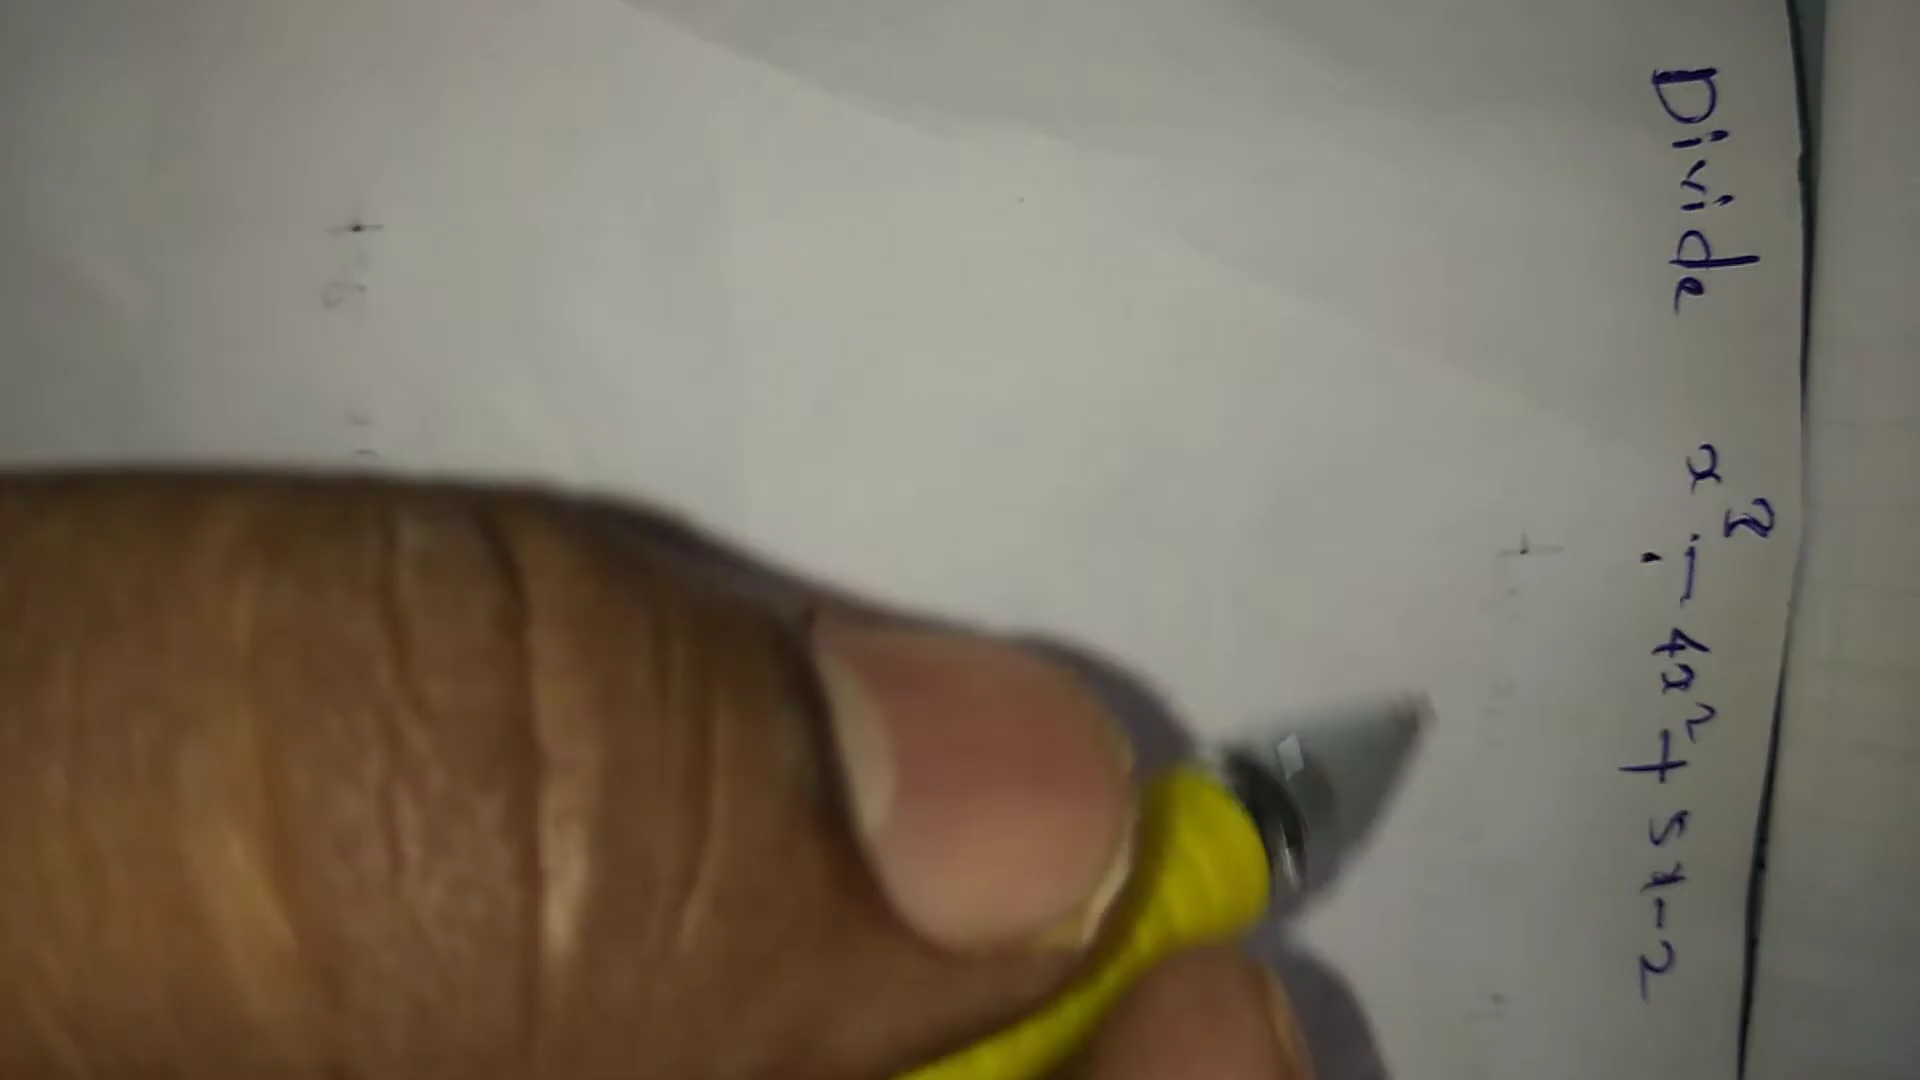 Divide x³ - 4x² + 5x - 2